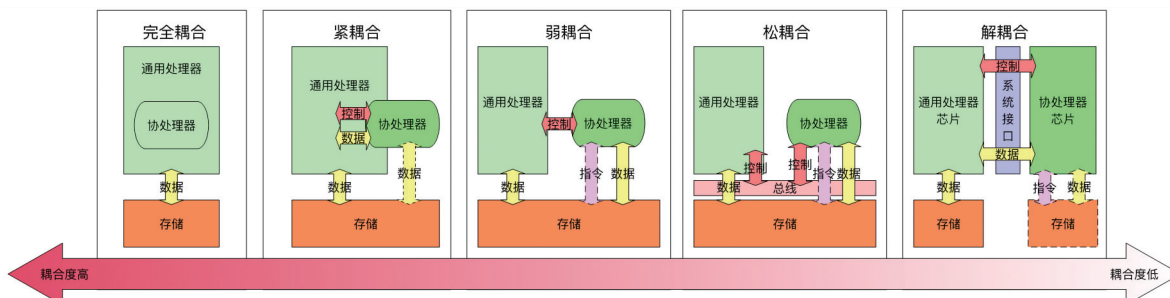 完全耦合
通用处理器
协处理器
数据
存储
紧耦合
通用处理器
控制
协处理器
数据
数据
数据
存储
弱耦合
通用处理器
控制
协处理器
数据
指令
数据
存储
松耦合
通用处理器
协处理器
数据
控制
控制
指令
数据
总线
存储
解耦合
控制
通用处理器
芯片
系统接口
协处理器
芯片
数据
数据
指令
数据
存储
存储
耦合度高
耦合度低